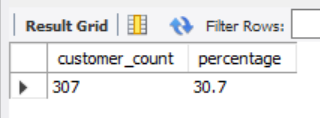 Result Grid Filter Rows:
customer_count percentage
307 30.7